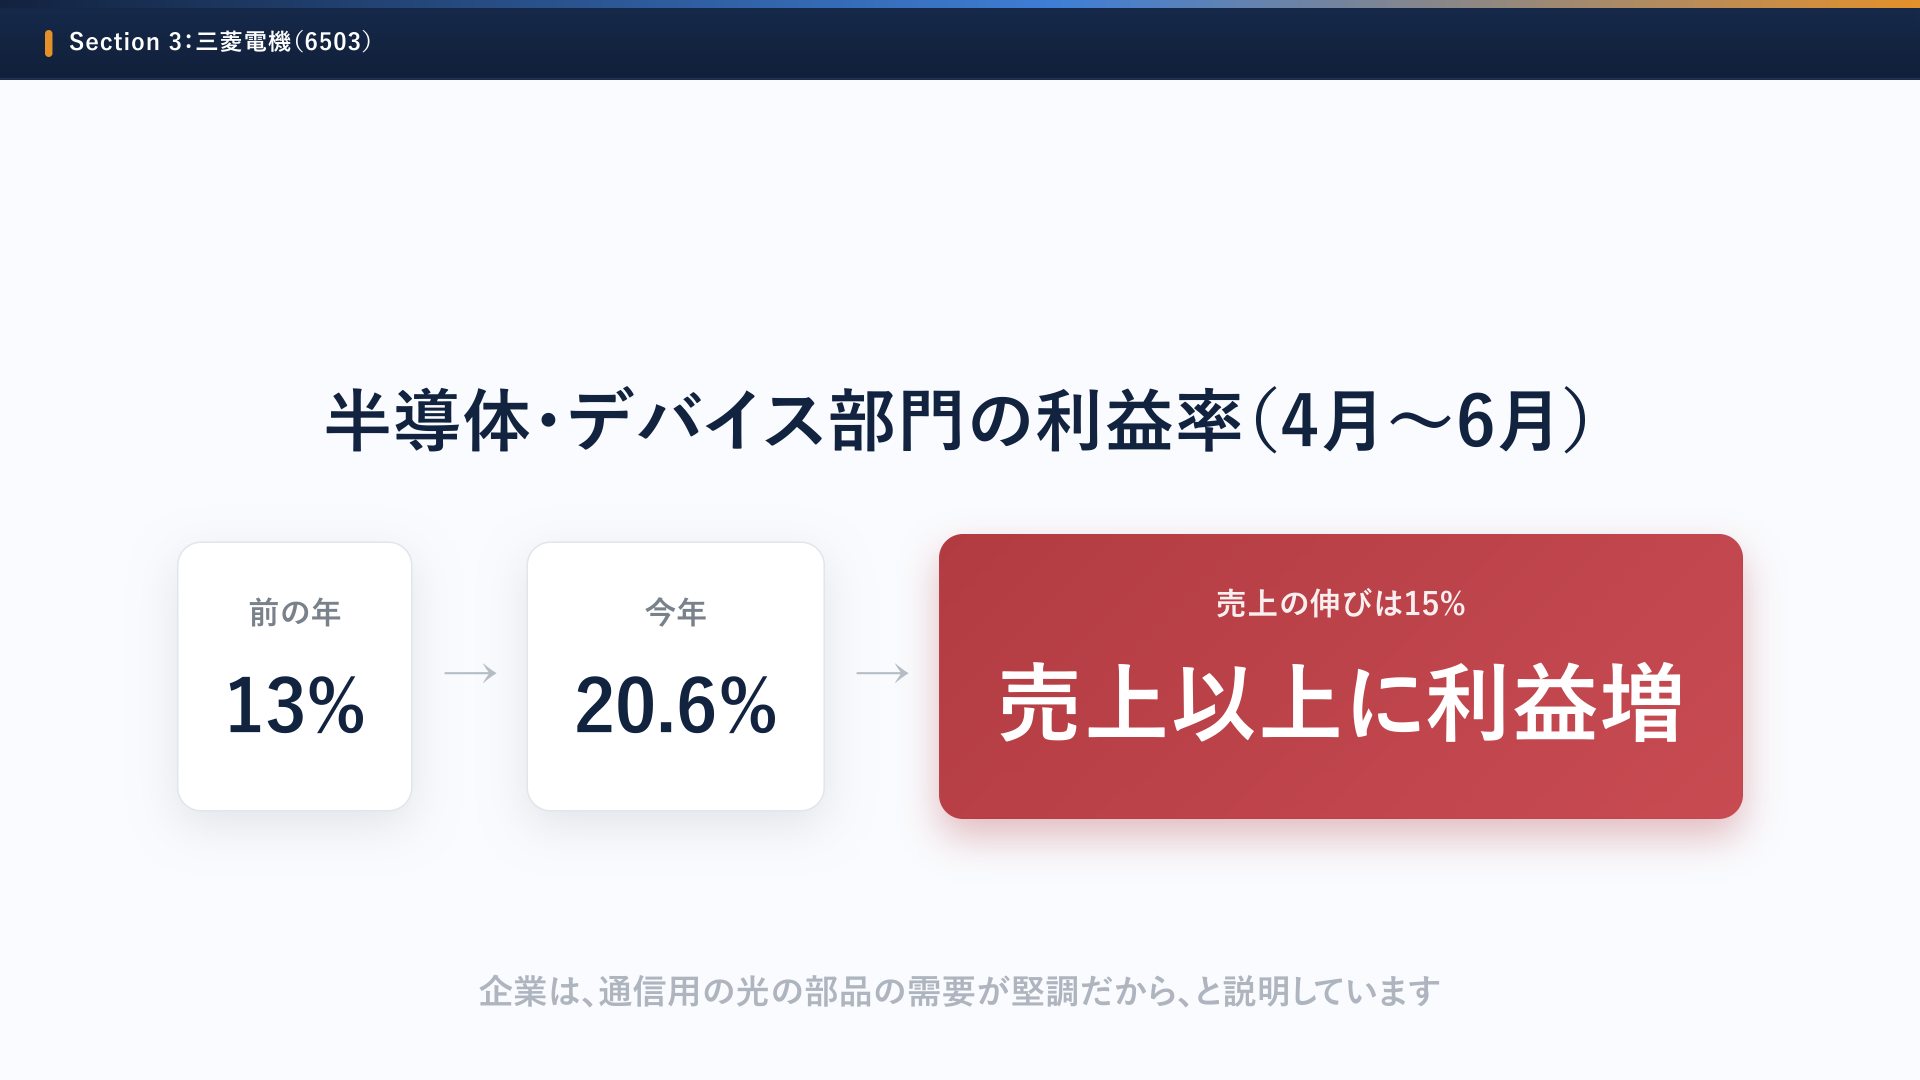 Section 3：三菱電機（6503）
半導体・デバイス部門の利益率（4月〜6月）
前の年
13%
→
今年
20.6%
→
売上の伸びは15%
売上以上に利益増
企業は、通信用の光の部品の需要が堅調だから、と説明しています